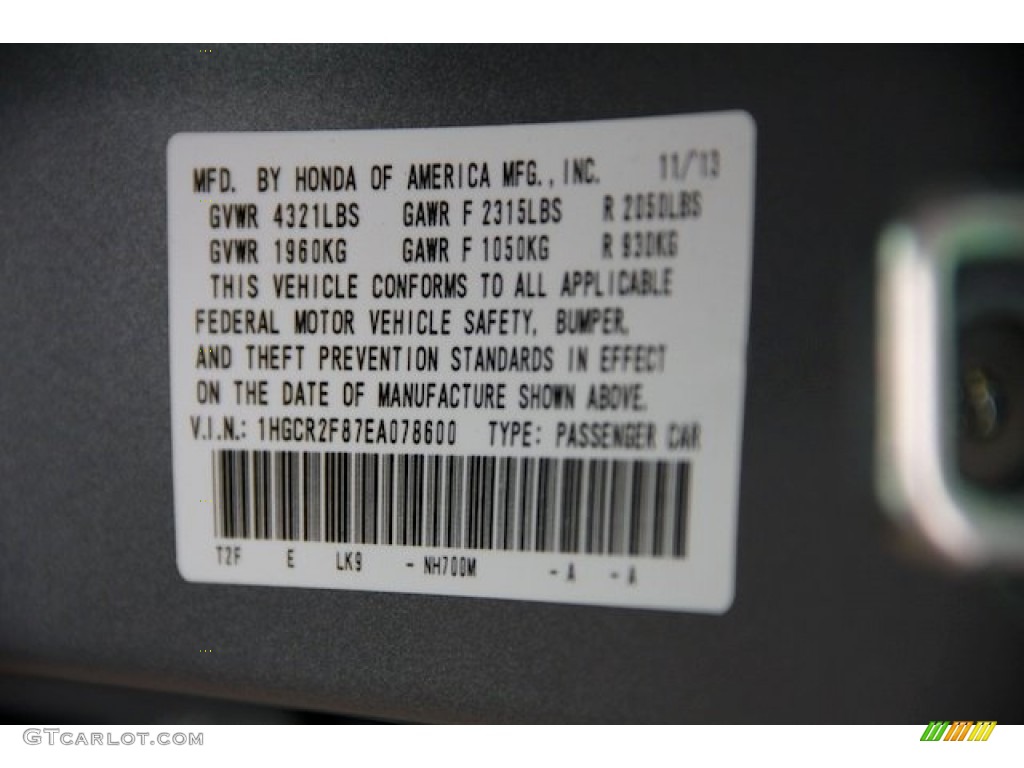 MFD. BY HONDA OF AMERICA MFG., INC. 11/13
GVWR 4321LBS GAWR F 2315LBS R 2050LBS
GVWR 1960KG GAWR F 1050KG R 930KG
THIS VEHICLE CONFORMS TO ALL APPLICABLE
FEDERAL MOTOR VEHICLE SAFETY, BUMPER,
AND THEFT PREVENTION STANDARDS IN EFFECT
ON THE DATE OF MANUFACTURE SHOWN ABOVE.
V.I.N.: 1HGCR2F87EA078600 TYPE: PASSENGER CAR
T2F E LK9 - NH700M - A - A
GTCARLOT.COM